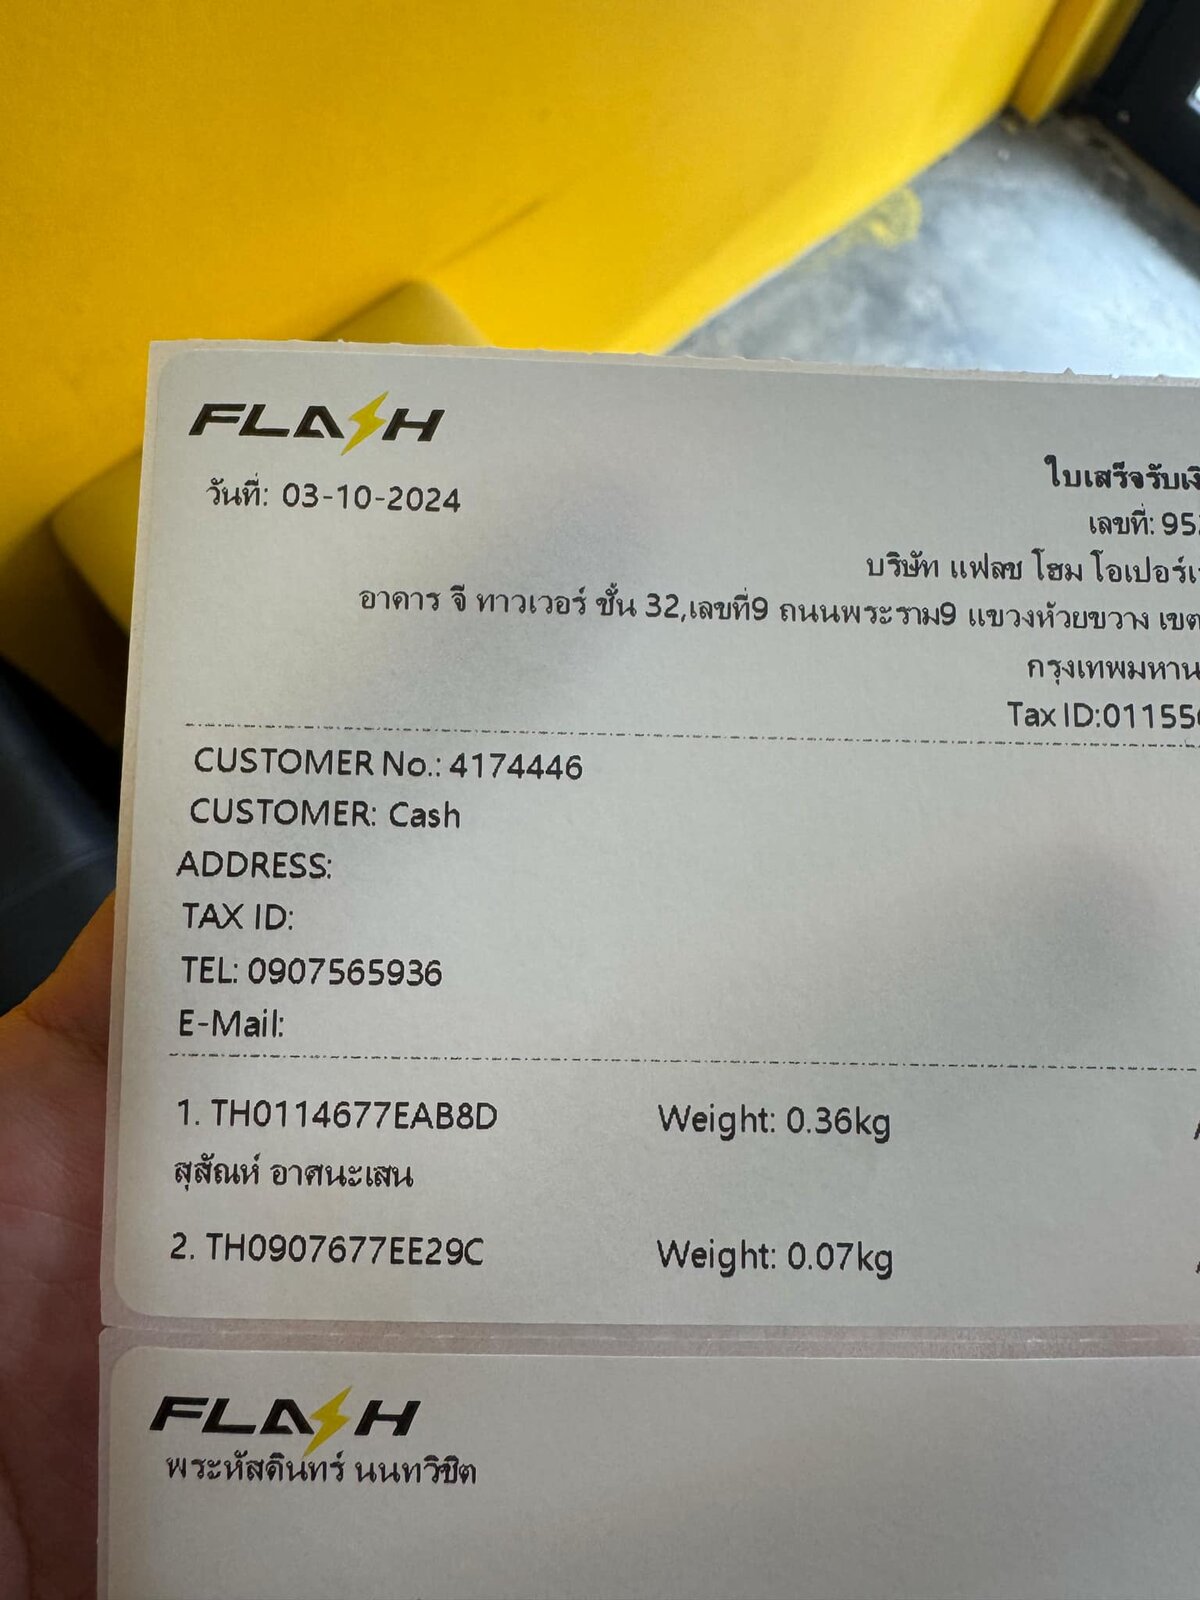 FLASH
วันที่: 03-10-2024
ใบเสร็จรับเงิ
เลขที่: 95
บริษัท แฟลช โฮม โอเปอร์เ
อาคาร จี ทาวเวอร์ ชั้น 32,เลขที่9 ถนนพระราม9 แขวงห้วยขวาง เขต
กรุงเทพมหาน
Tax ID:01155
CUSTOMER No.: 4174446
CUSTOMER: Cash
ADDRESS:
TAX ID:
TEL: 0907565936
E-Mail:
1. TH0114677EAB8D Weight: 0.36kg
สุสัณห์ อาศนะเสน
2. TH0907677EE29C Weight: 0.07kg
FLASH
พระหัสดินทร์ นนทวิชิต